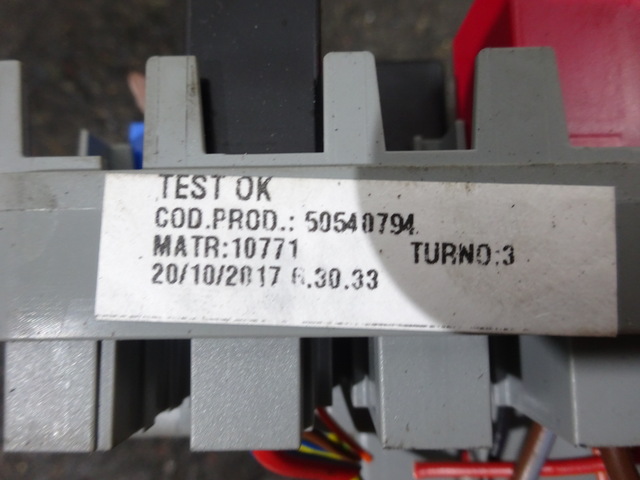 TEST OK
COD.PROD.: 50540794
MATR:10771 TURNO:3
20/10/2017 6.30.33